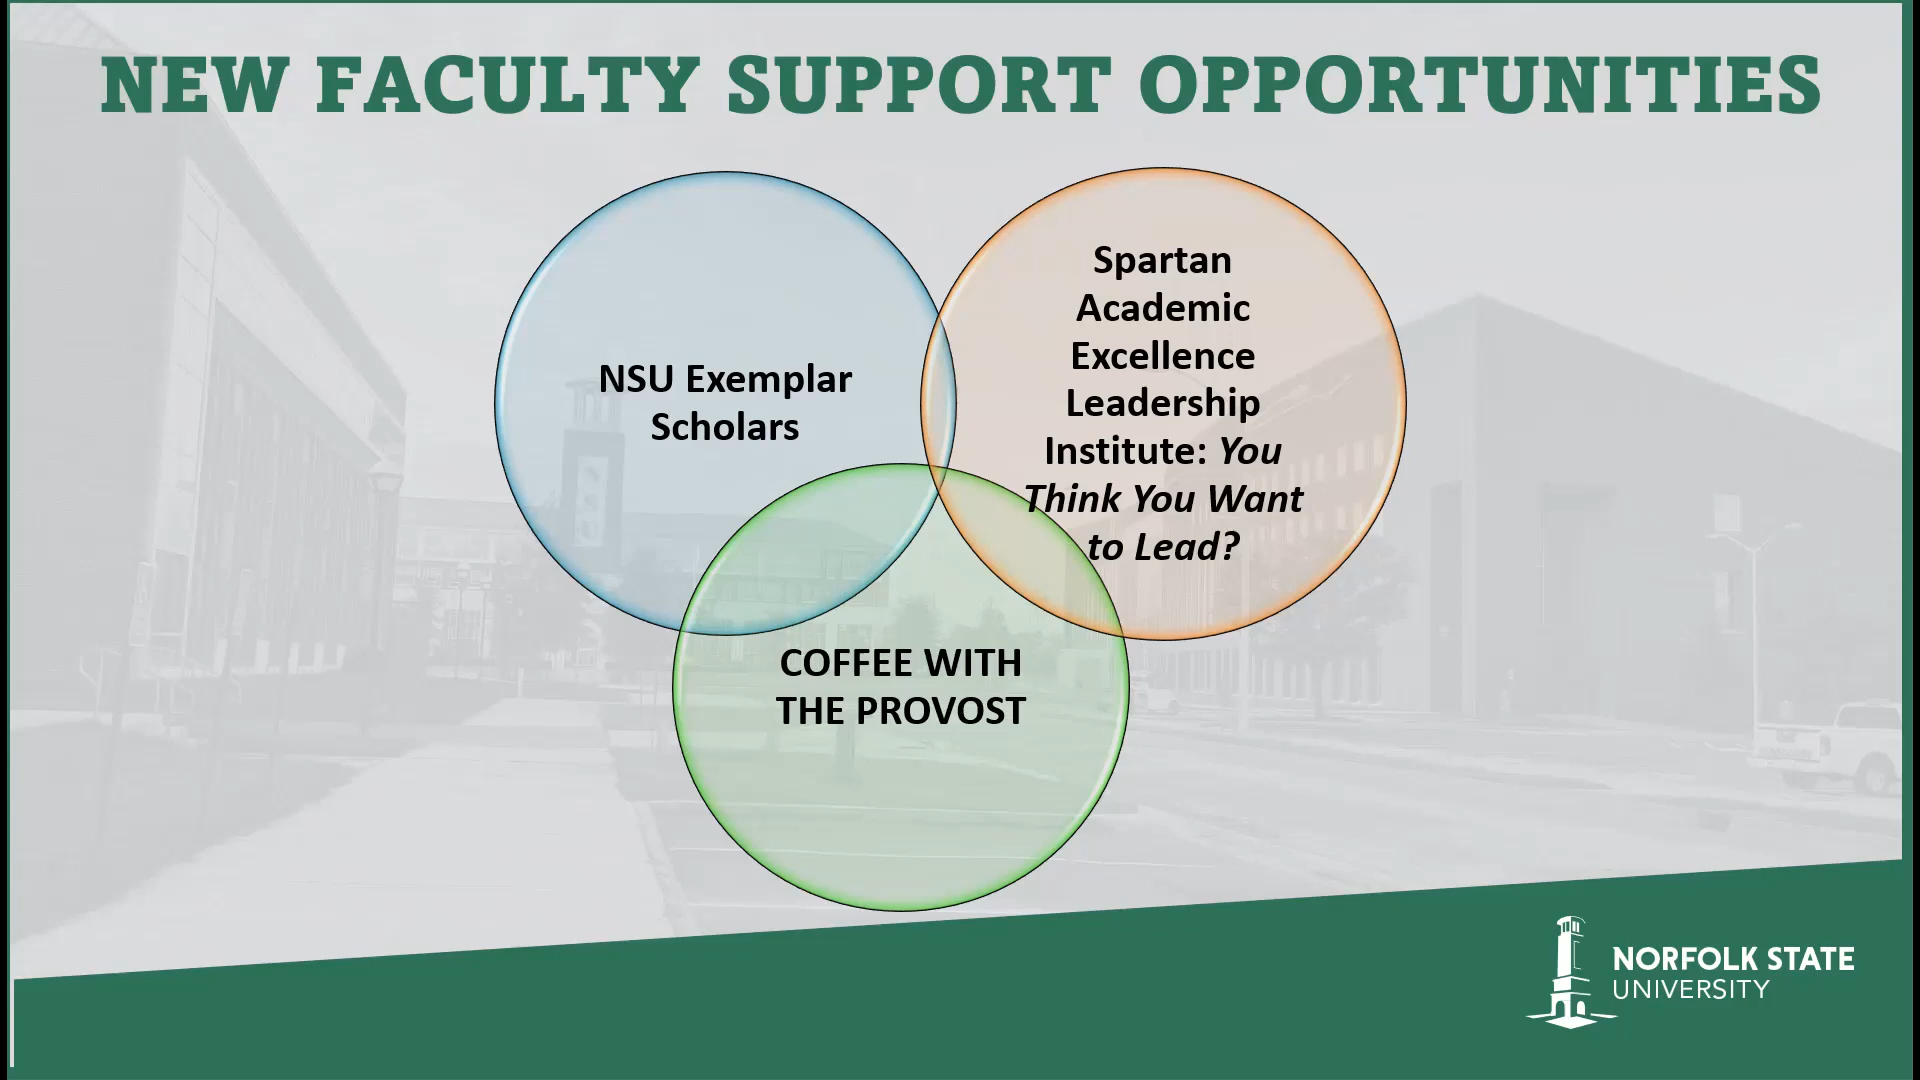 NEW FACULTY SUPPORT OPPORTUNITIES
NSU Exemplar
Scholars
Spartan
Academic
Excellence
Leadership
Institute: You
Think You Want
to Lead?
COFFEE WITH
THE PROVOST
NORFOLK STATE
UNIVERSITY